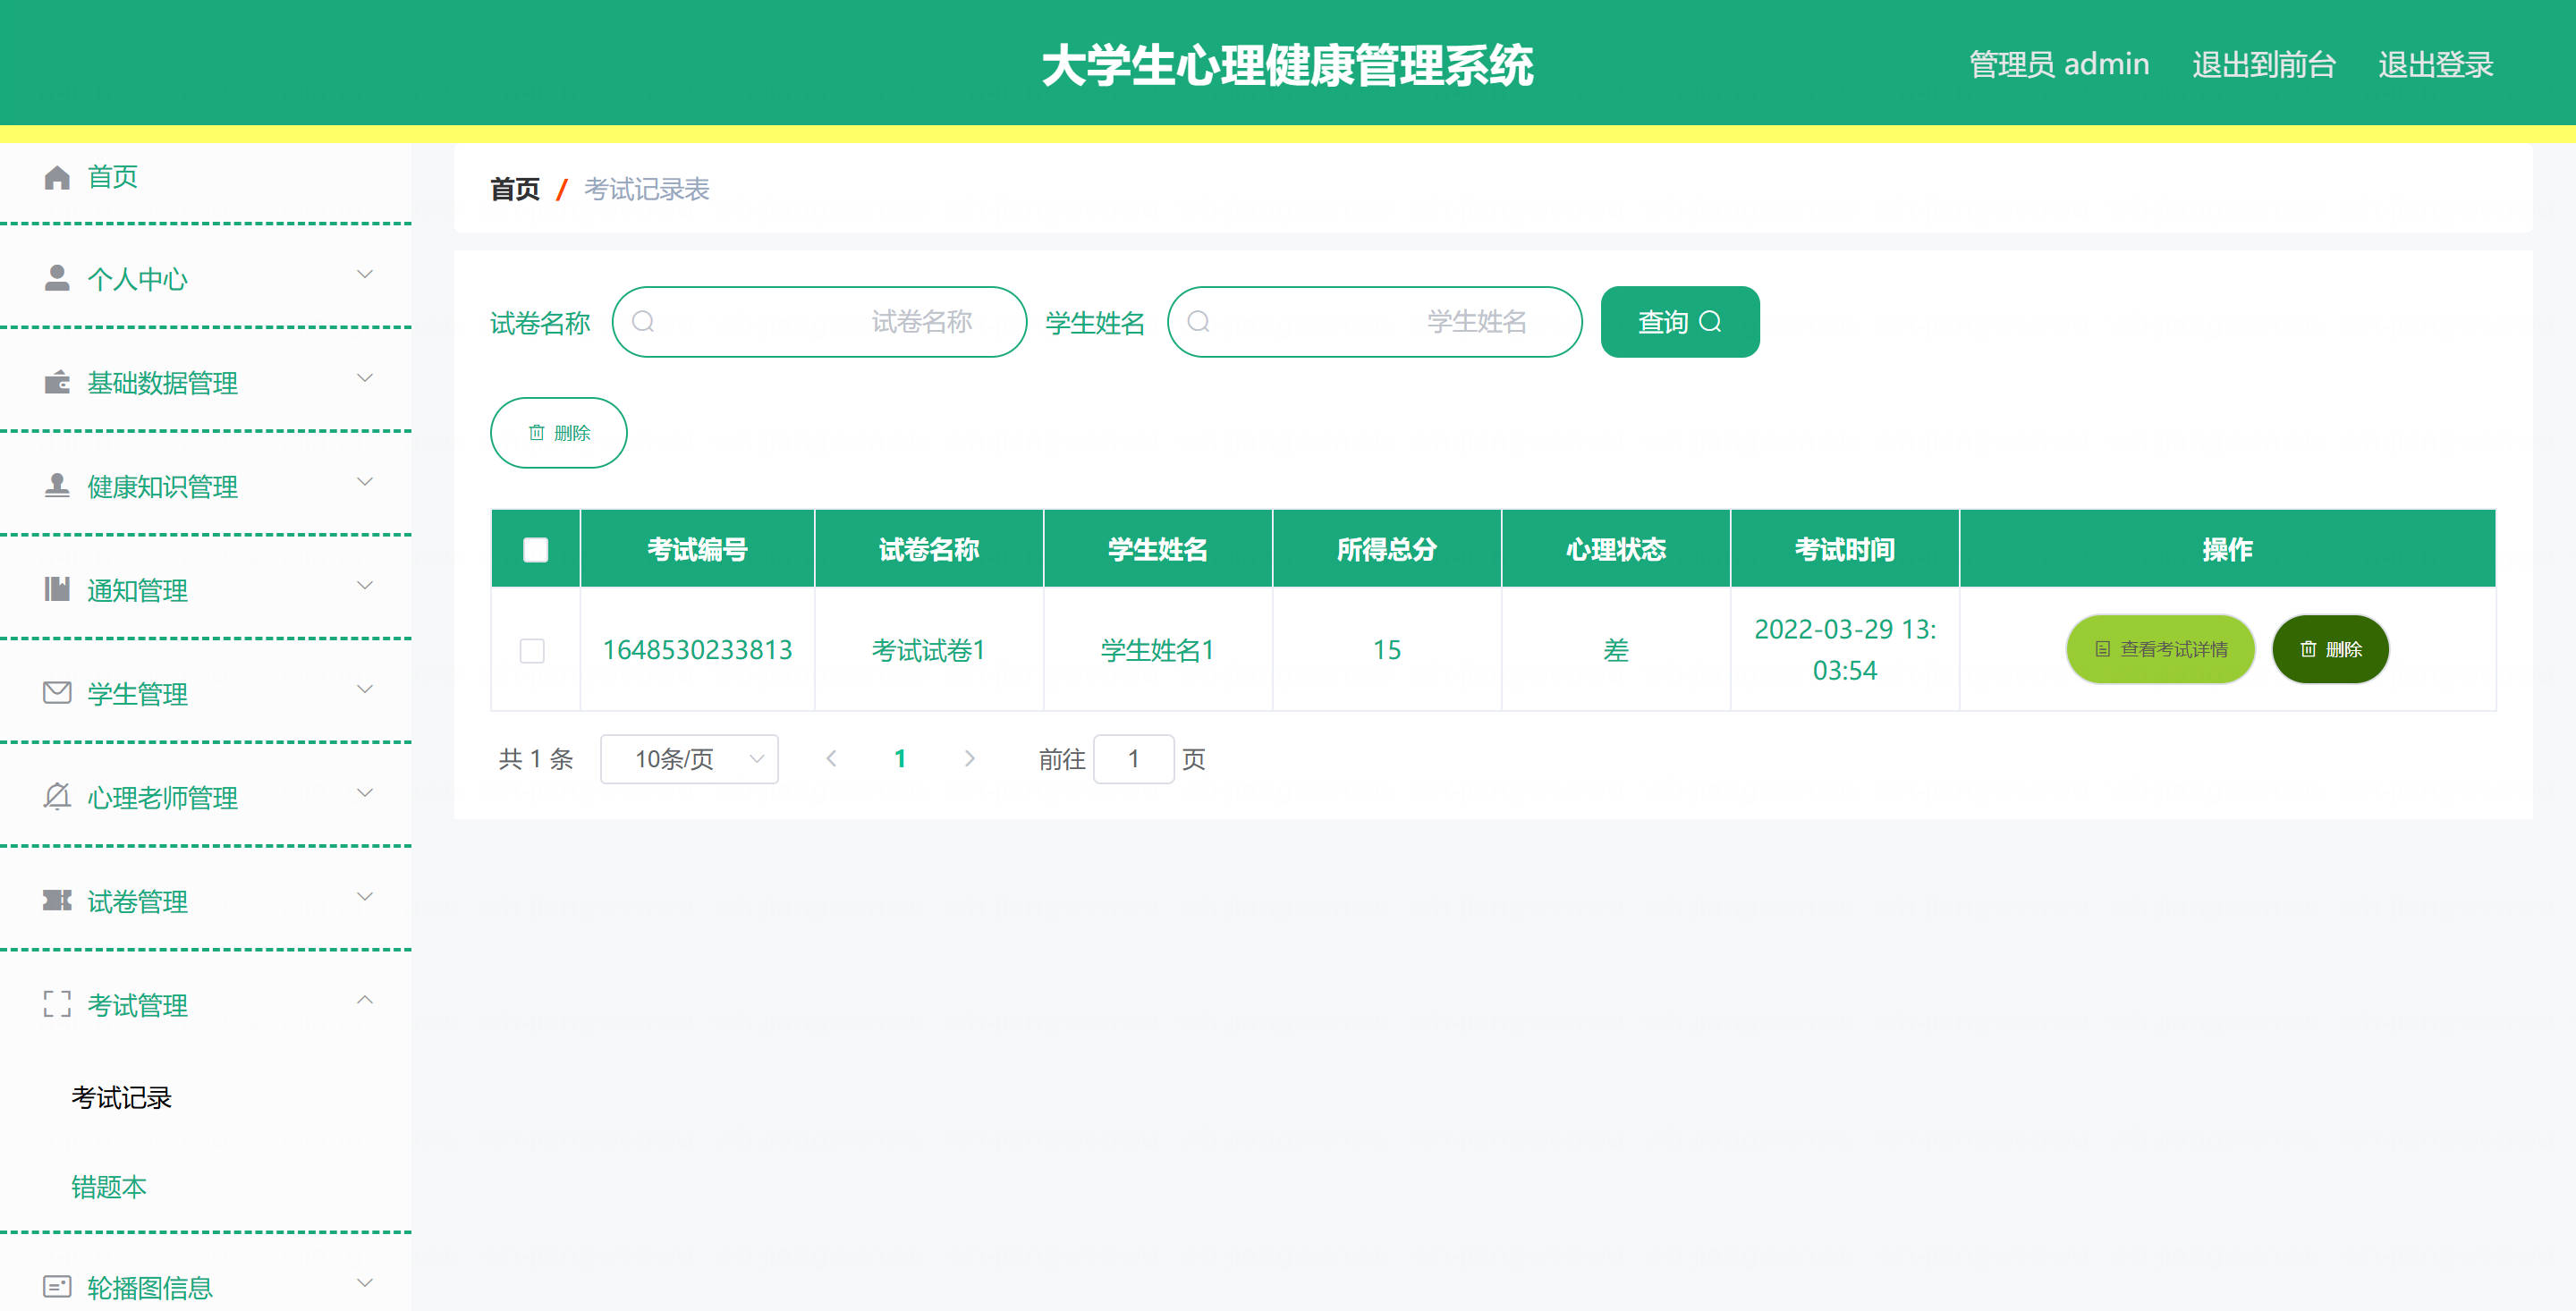 大学生心理健康管理系统
管理员 admin 退出到前台 退出登录
首页
个人中心
基础数据管理
健康知识管理
通知管理
学生管理
心理老师管理
试卷管理
考试管理
考试记录
错题本
轮播图信息
首页 / 考试记录表
试卷名称 试卷名称 学生姓名 学生姓名 查询
删除
考试编号 试卷名称 学生姓名 所得总分 心理状态 考试时间 操作
1648530233813 考试试卷1 学生姓名1 15 差 2022-03-29 13:03:54 查看考试详情 删除
共 1 条 10条/页 1 前往 1 页